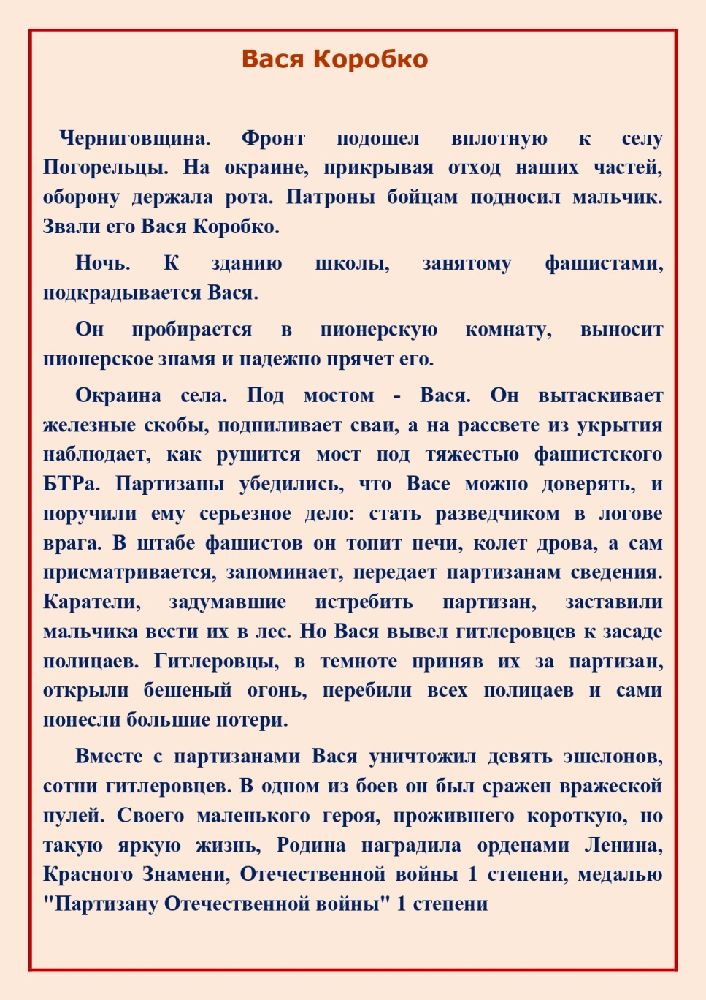 Вася Коробко
Черниговщина. Фронт подошел вплотную к селу
Погорельцы. На окраине, прикрывая отход наших частей,
оборону держала рота. Патроны бойцам подносил мальчик.
Звали его Вася Коробко.
Ночь. К зданию школы, занятому фашистами,
подкрадывается Вася.
Он пробирается в пионерскую комнату, выносит
пионерское знамя и надежно прячет его.
Окраина села. Под мостом - Вася. Он вытаскивает
железные скобы, подпиливает сваи, а на рассвете из укрытия
наблюдает, как рушится мост под тяжестью фашистского
БТРа. Партизаны убедились, что Васе можно доверять, и
поручили ему серьезное дело: стать разведчиком в логове
врага. В штабе фашистов он топит печи, колет дрова, а сам
присматривается, запоминает, передает партизанам сведения.
Каратели, задумавшие истребить партизан, заставили
мальчика вести их в лес. Но Вася вывел гитлеровцев к засаде
полицаев. Гитлеровцы, в темноте приняв их за партизан,
открыли бешеный огонь, перебили всех полицаев и сами
понесли большие потери.
Вместе с партизанами Вася уничтожил девять эшелонов,
сотни гитлеровцев. В одном из боев он был сражен вражеской
пулей. Своего маленького героя, прожившего короткую, но
такую яркую жизнь, Родина наградила орденами Ленина,
Красного Знамени, Отечественной войны 1 степени, медалью
"Партизану Отечественной войны" 1 степени